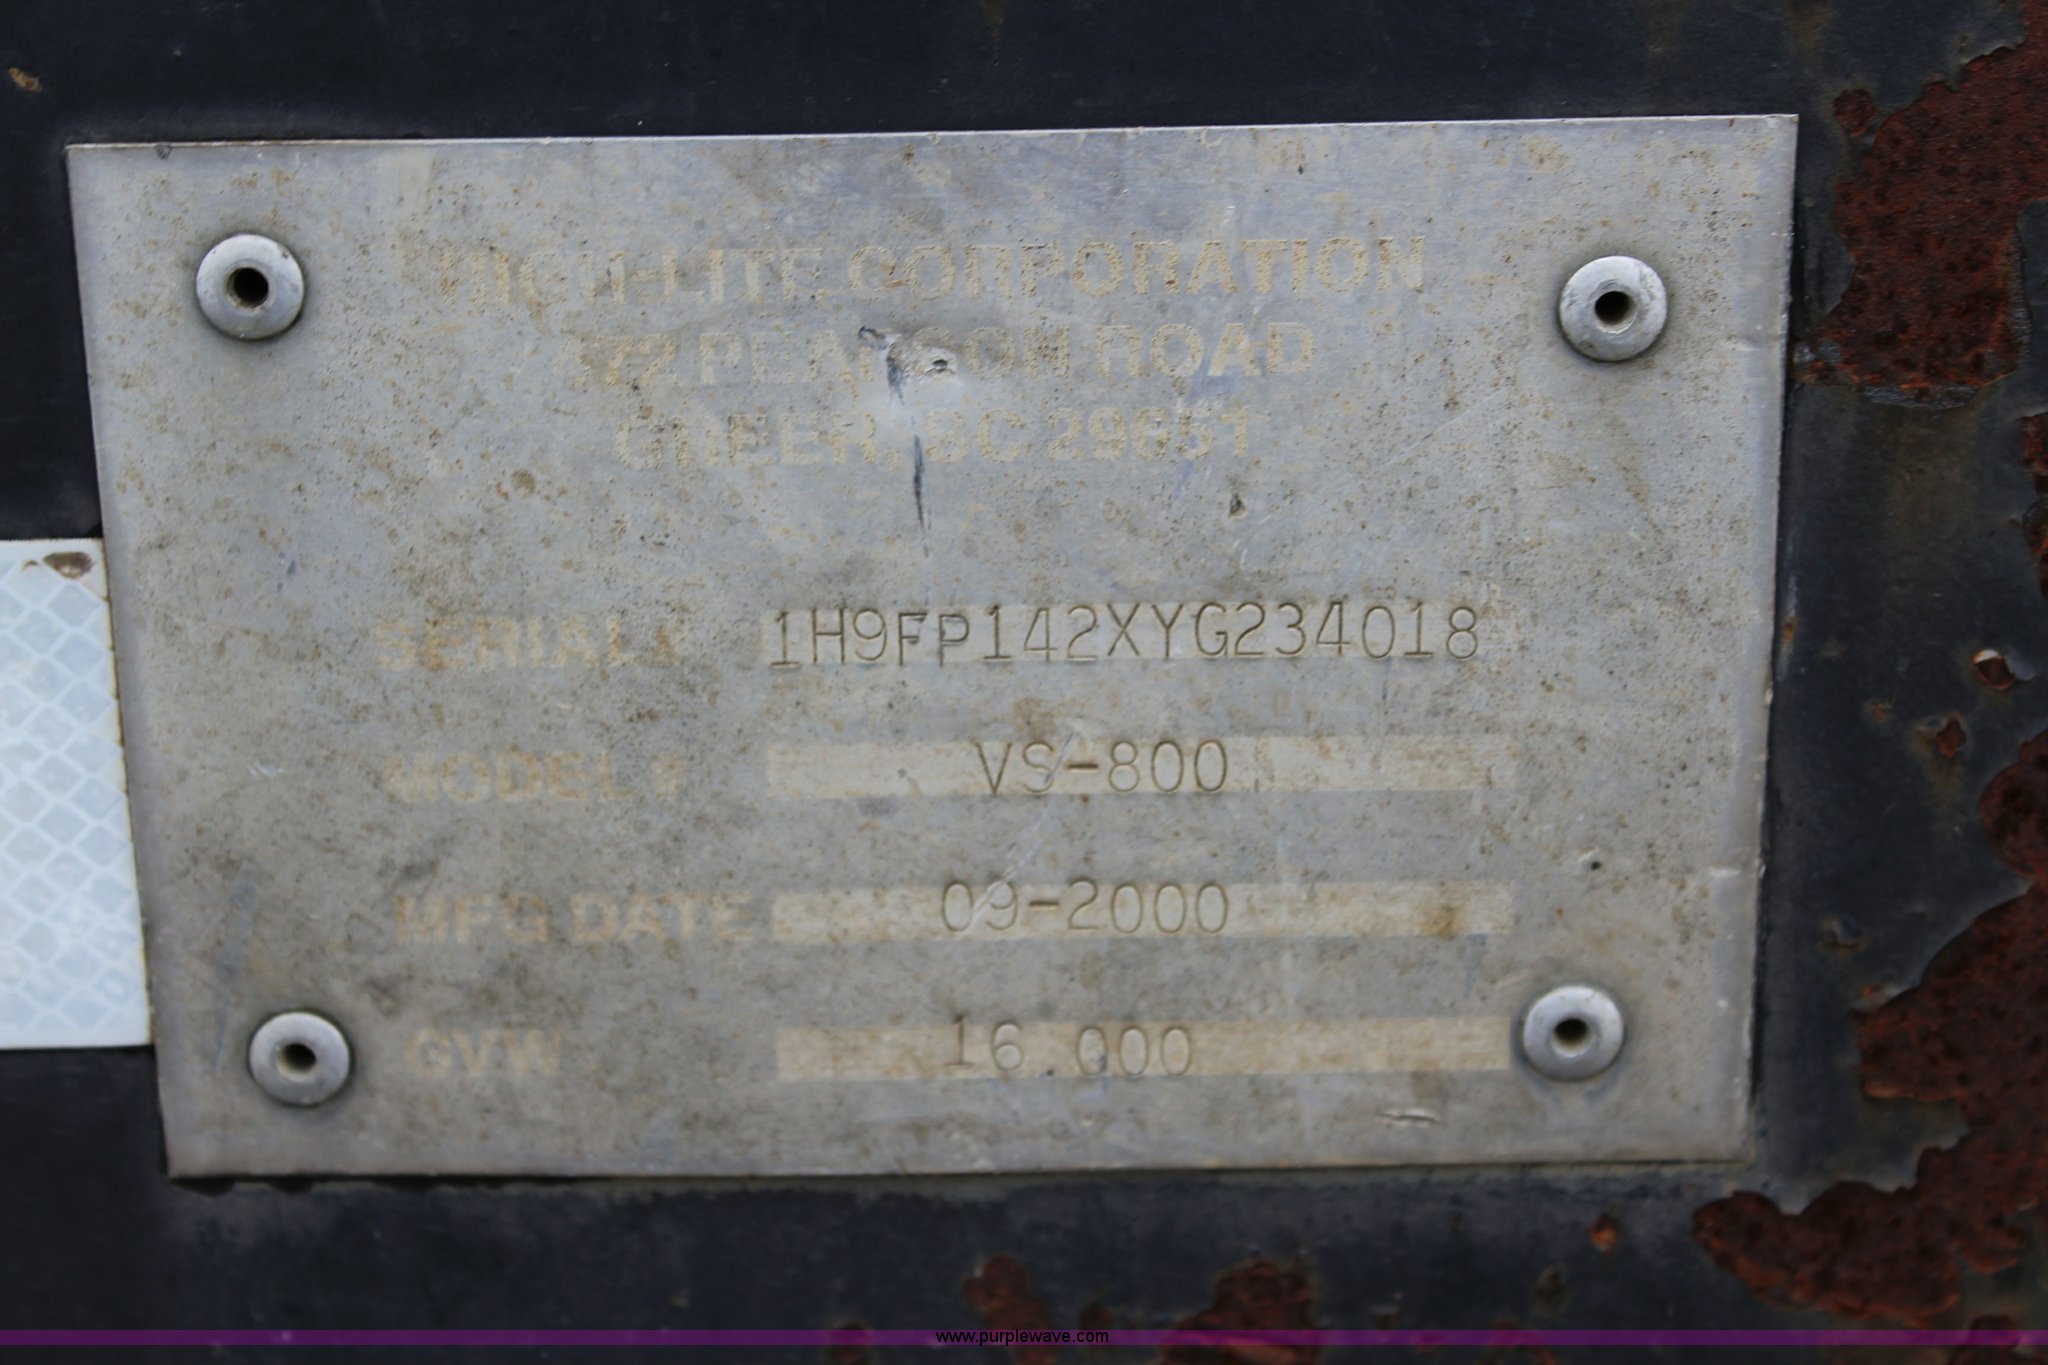 HIGH-LITE CORPORATION
472 PEARSON ROAD
GREER, SC 29651
SERIAL # 1H9FP142XYG234018
MODEL # VS-800
MFG DATE 09-2000
GVW 16.000
www.purplewave.com